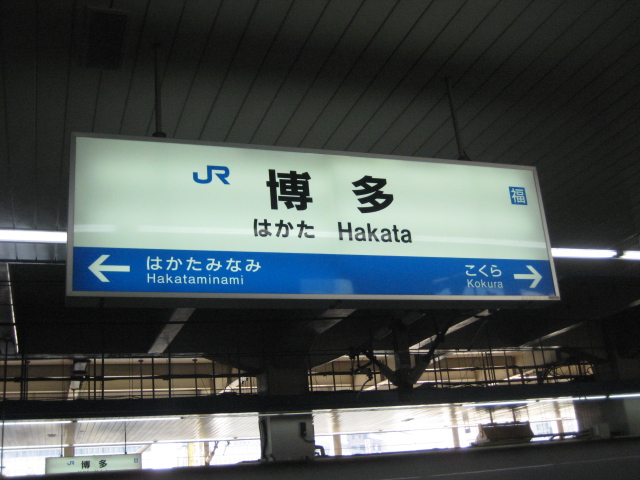 JR 博多 福
はかた Hakata
← はかたみなみ こくら →
Hakataminami Kokura
JR 博多